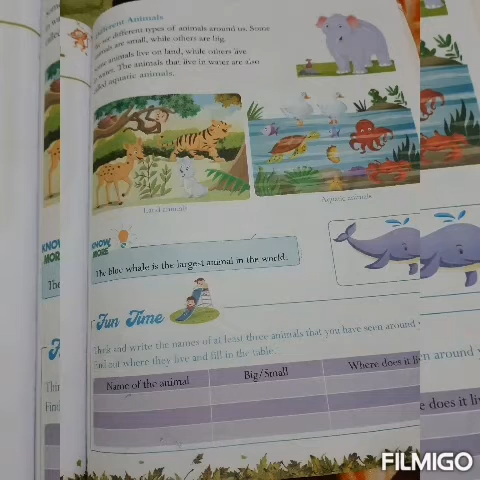 Different Animals
see different types of animals around us. Some
animals are small, while others are big.
Some animals live on land, while others live
in water. The animals that live in water are also
called aquatic animals.
Land animals
Aquatic animals
KNOW
MORE
The blue whale is the largest animal in the world.
Fun Time
Think and write the names of at least three animals that you have seen around
Find out where they live and fill in the table.
Name of the animal
Big/Small
Where does it
FILMIGO